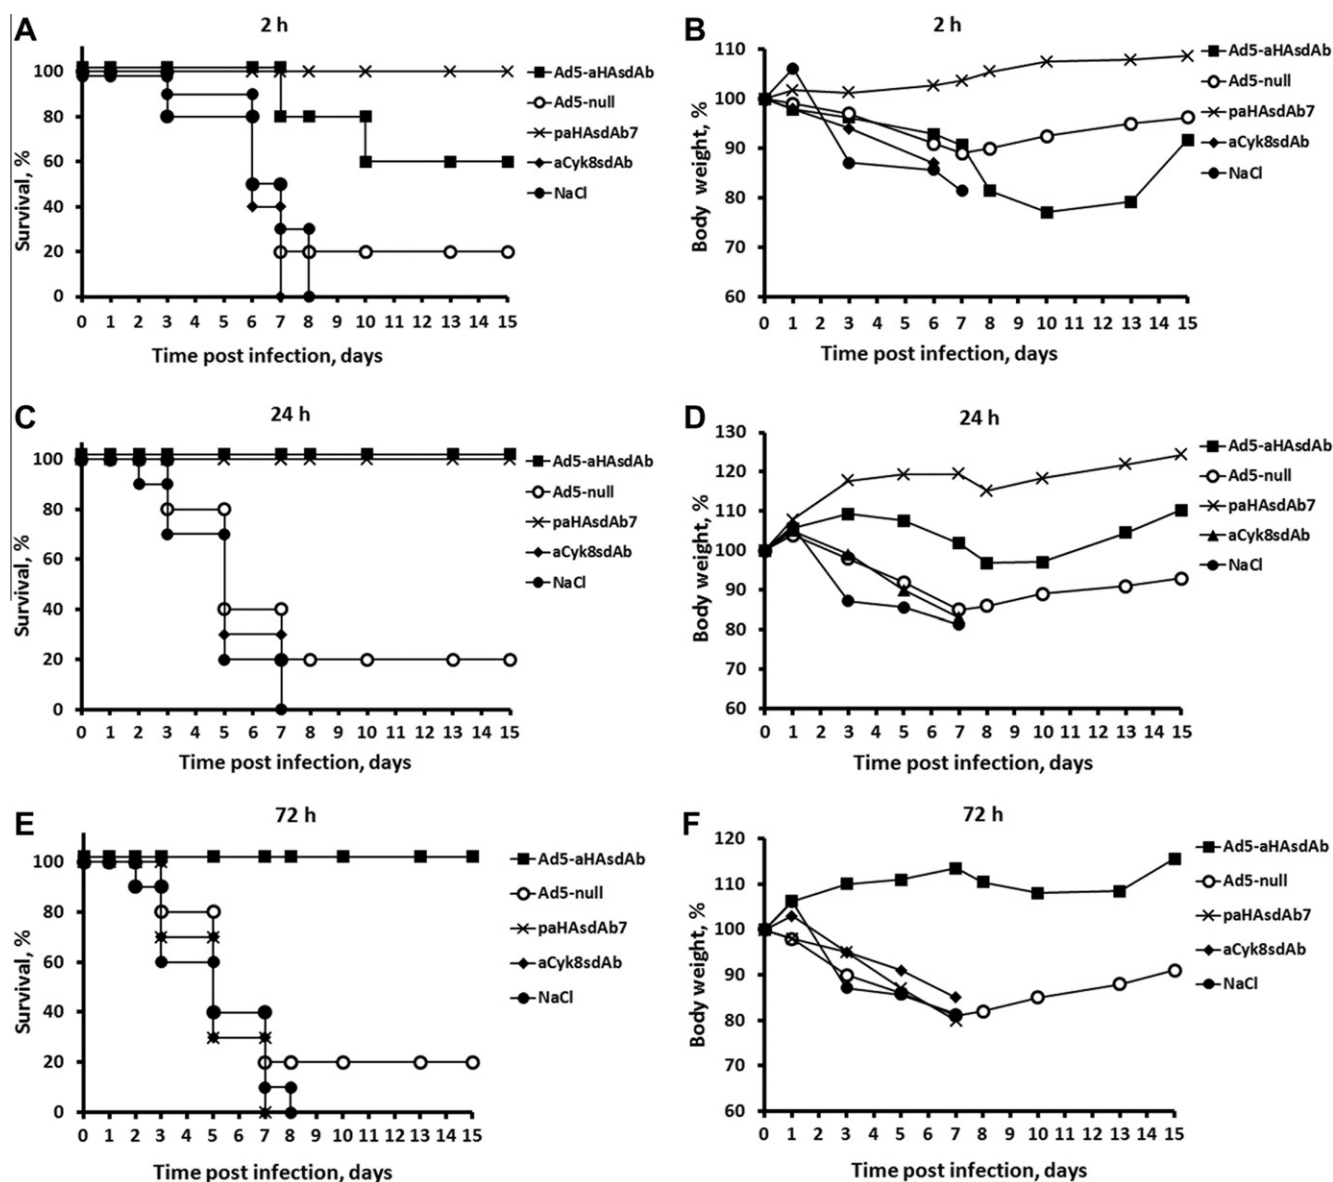 A
2 h
Survival, %
100
80
60
40
20
0
0 1 2 3 4 5 6 7 8 9 10 11 12 13 14 15
Time post infection, days
Ad5-aHAsdAb
Ad5-null
paHAsdAb7
aCyk8sdAb
NaCl
B
2 h
Body weight, %
110
100
90
80
70
60
0 1 2 3 4 5 6 7 8 9 10 11 12 13 14 15
Time post infection, days
Ad5-aHAsdAb
Ad5-null
paHAsdAb7
aCyk8sdAb
NaCl
C
24 h
Survival, %
100
80
60
40
20
0
0 1 2 3 4 5 6 7 8 9 10 11 12 13 14 15
Time post infection, days
Ad5-aHAsdAb
Ad5-null
paHAsdAb7
aCyk8sdAb
NaCl
D
24 h
Body weight, %
130
120
110
100
90
80
70
60
0 1 2 3 4 5 6 7 8 9 10 11 12 13 14 15
Time post infection, days
Ad5-aHAsdAb
Ad5-null
paHAsdAb7
aCyk8sdAb
NaCl
E
72 h
Survival, %
100
80
60
40
20
0
0 1 2 3 4 5 6 7 8 9 10 11 12 13 14 15
Time post infection, days
Ad5-aHAsdAb
Ad5-null
paHAsdAb7
aCyk8sdAb
NaCl
F
72 h
Body weight, %
120
110
100
90
80
70
60
0 1 2 3 4 5 6 7 8 9 10 11 12 13 14 15
Time post infection, days
Ad5-aHAsdAb
Ad5-null
paHAsdAb7
aCyk8sdAb
NaCl